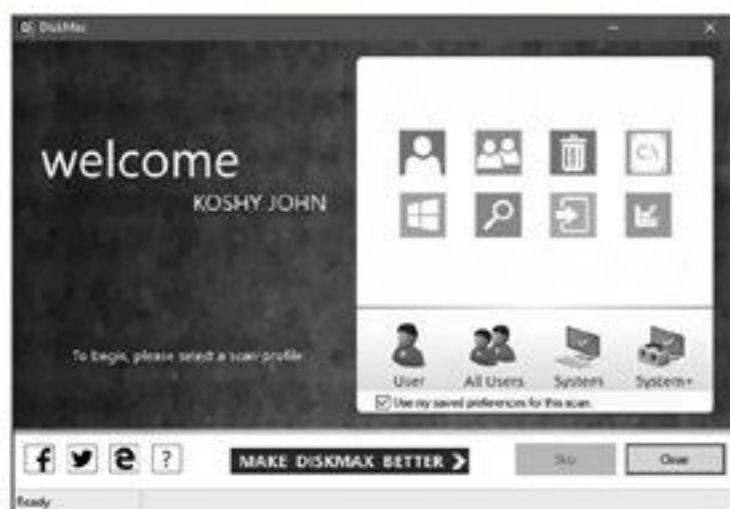 DiskMax
welcome
KOSHY JOHN
To begin, please select a scan profile
C:\
User All Users System System+
Use my saved preferences for this scan.
f e ?
MAKE DISKMAX BETTER
Close
Ready